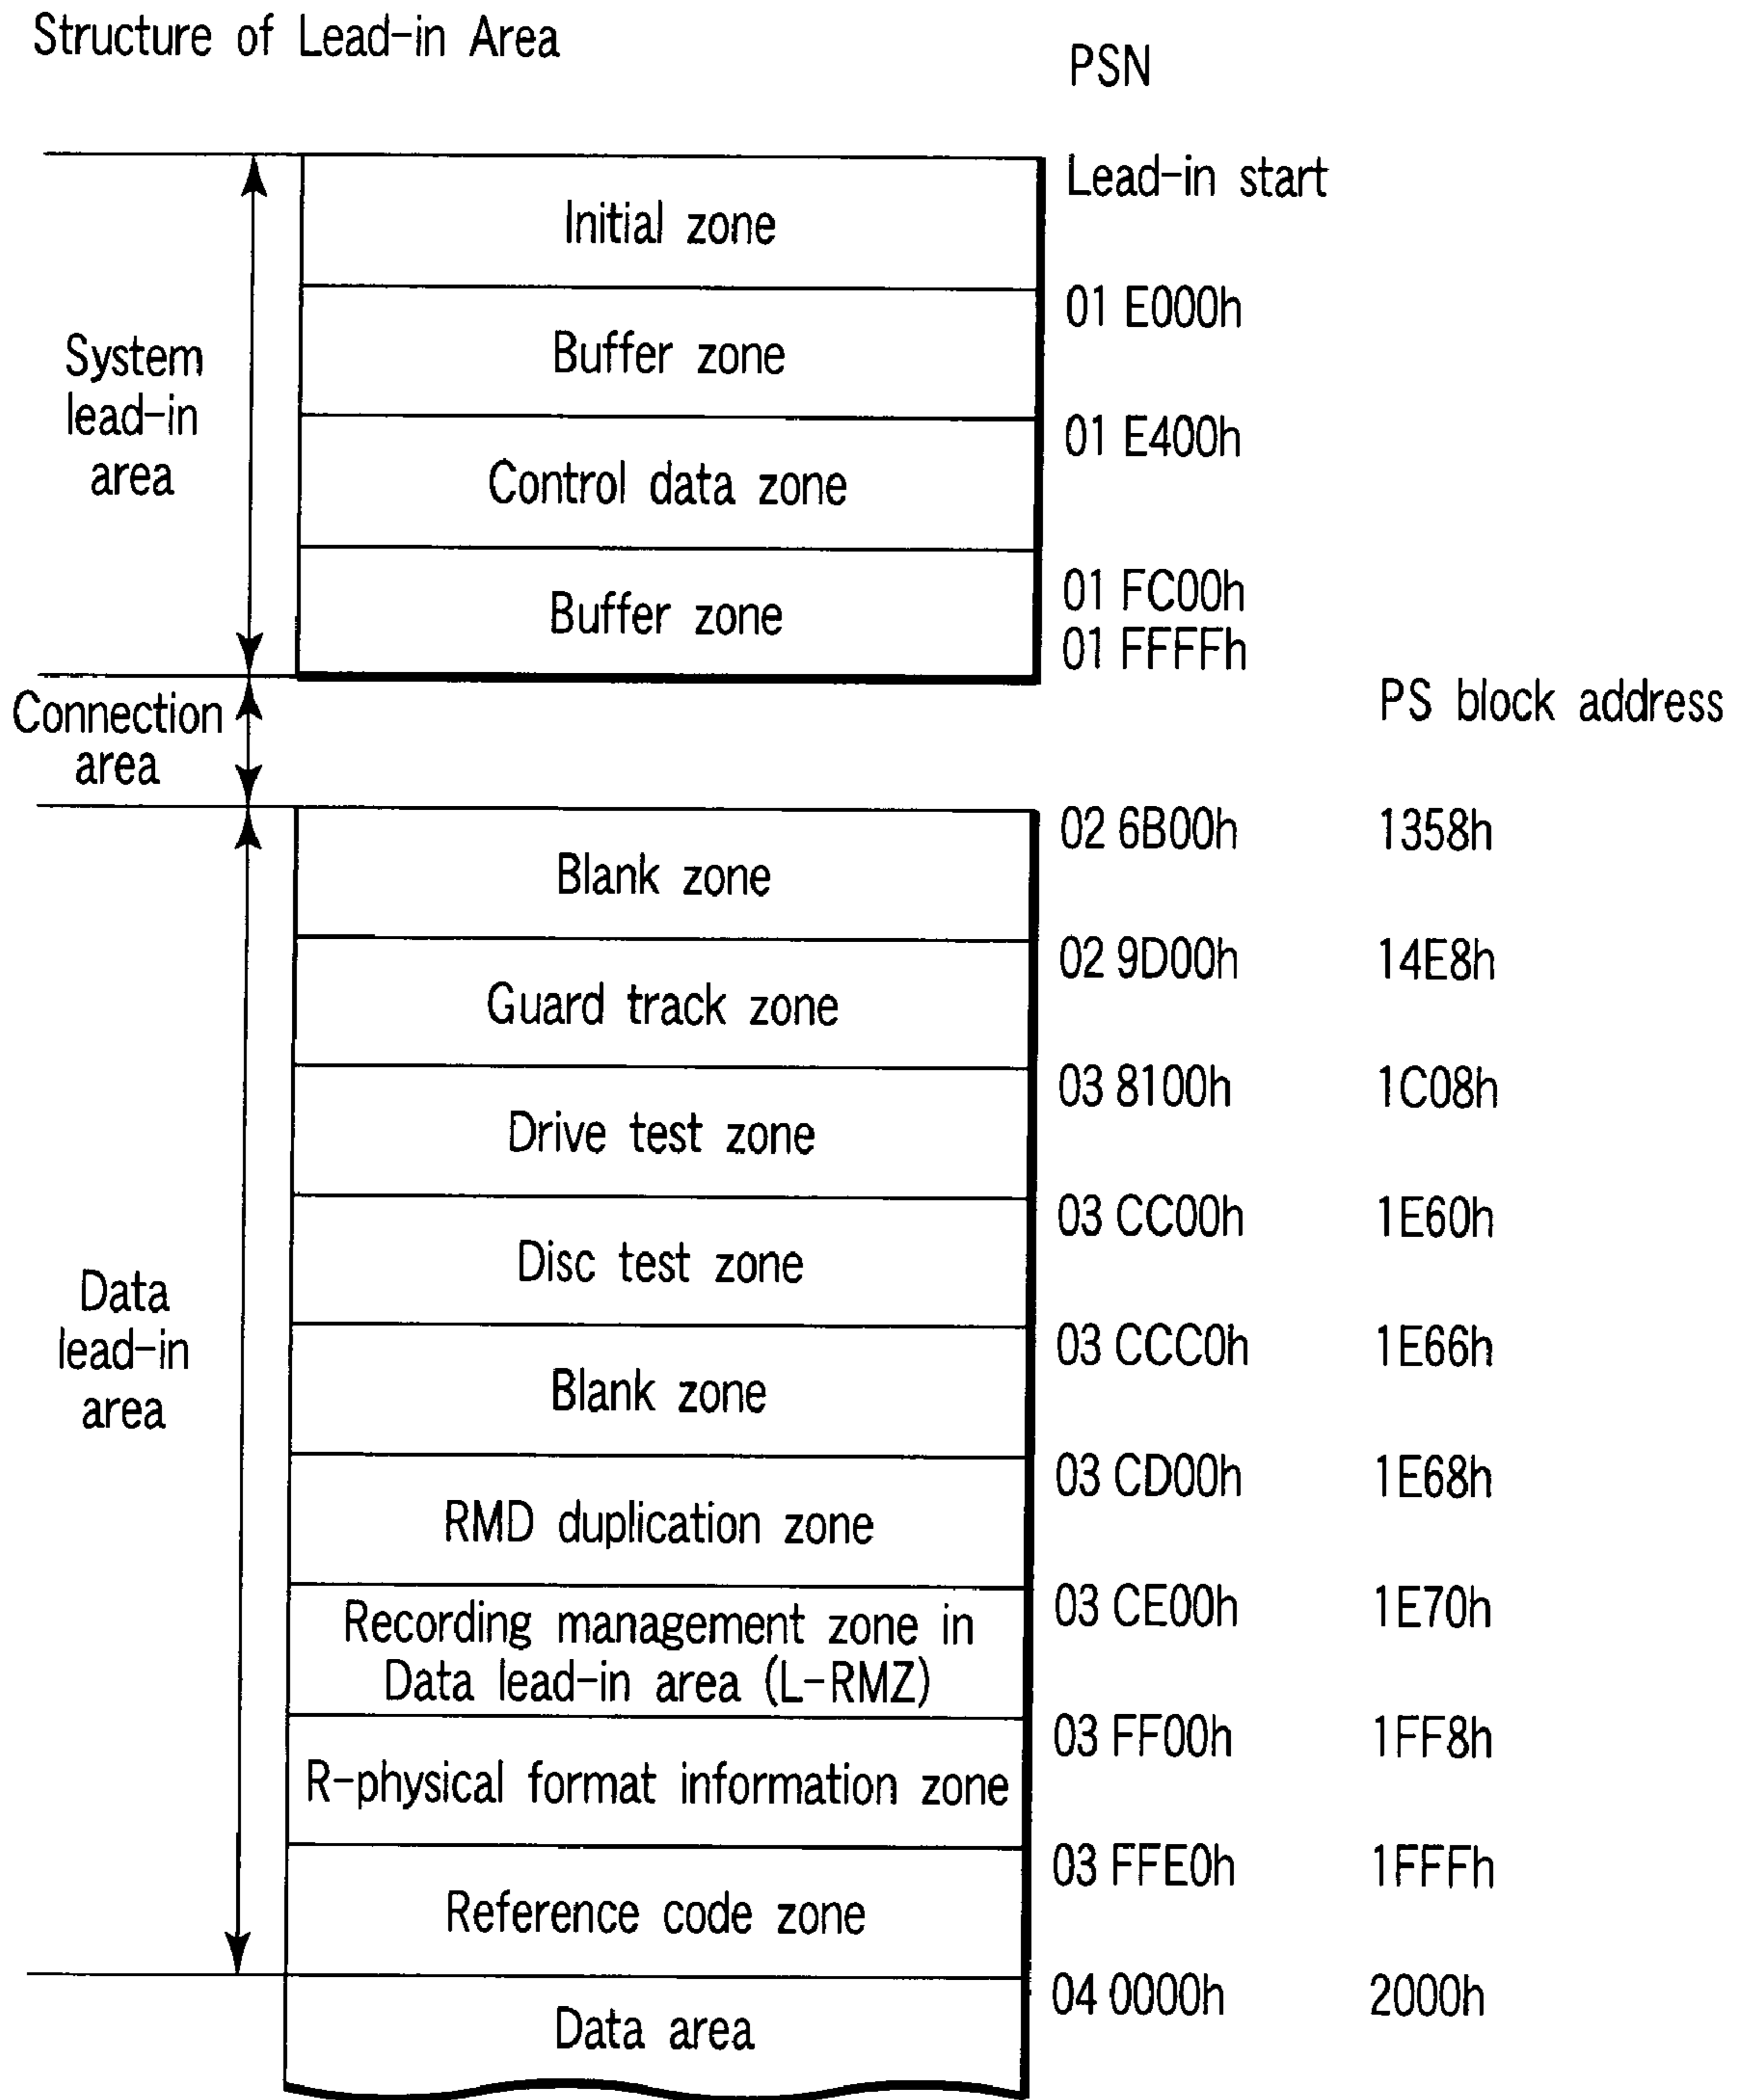 Structure of Lead-in Area
PSN
Lead-in start
Initial zone
01 E000h
Buffer zone
System
lead-in
area
01 E400h
Control data zone
01 FC00h
Buffer zone
01 FFFFh
Connection
area
PS block address
02 6B00h 1358h
Blank zone
02 9D00h 14E8h
Guard track zone
03 8100h 1C08h
Drive test zone
03 CC00h 1E60h
Disc test zone
Data
lead-in
area
03 CCC0h 1E66h
Blank zone
03 CD00h 1E68h
RMD duplication zone
03 CE00h 1E70h
Recording management zone in
Data lead-in area (L-RMZ)
03 FF00h 1FF8h
R-physical format information zone
03 FFE0h 1FFFh
Reference code zone
04 0000h 2000h
Data area